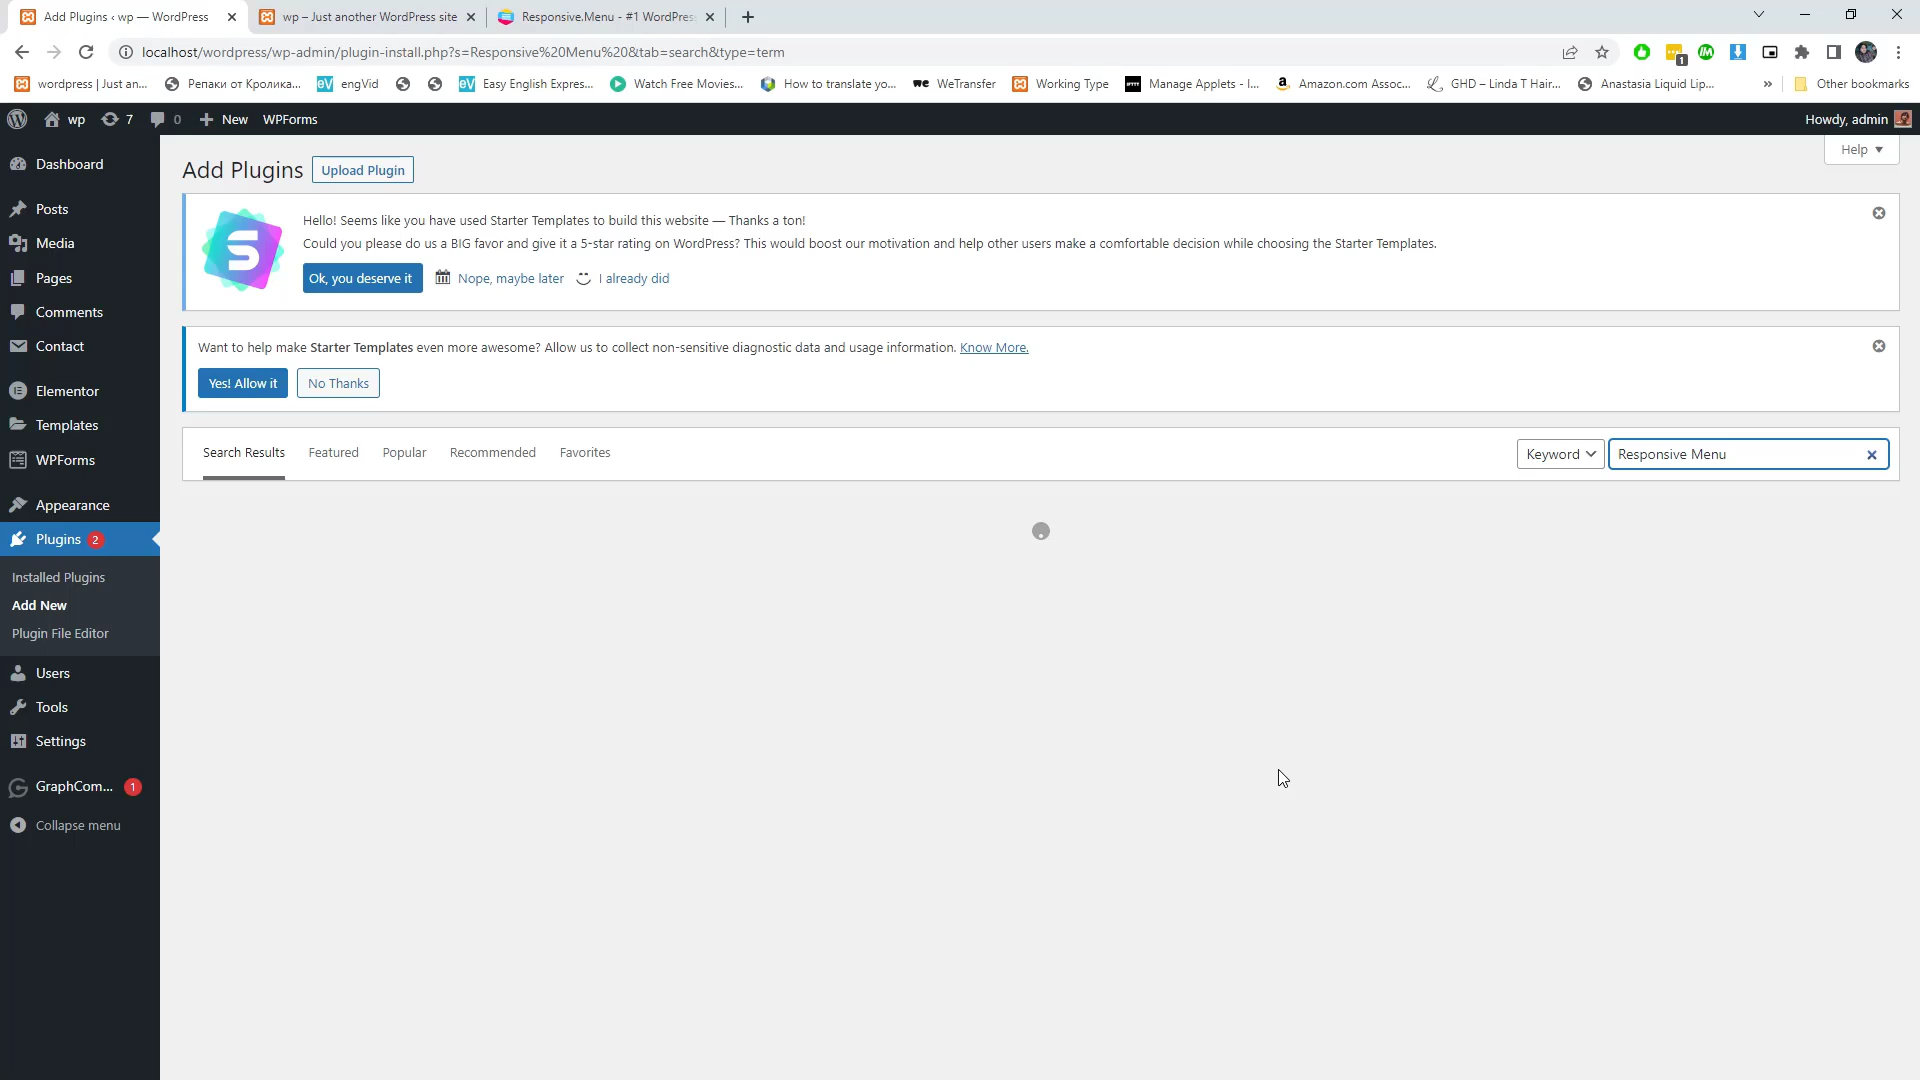 Add Plugins ‹ wp — WordPress
wp – Just another WordPress site
Responsive.Menu - #1 WordPres
localhost/wordpress/wp-admin/plugin-install.php?s=Responsive%20Menu%20&tab=search&type=term
1
wordpress | Just an...
Репаки от Кролика...
eV engVid
eV Easy English Expres...
Watch Free Movies...
How to translate yo...
we WeTransfer
Working Type
Manage Applets - I...
Amazon.com Assoc...
GHD – Linda T Hair...
Anastasia Liquid Lip...
»
Other bookmarks
wp
7
0
New
WPForms
Howdy, admin
Dashboard
Posts
Media
Pages
Comments
Contact
Elementor
Templates
WPForms
Appearance
Plugins 2
Installed Plugins
Add New
Plugin File Editor
Users
Tools
Settings
GraphCom... 1
Collapse menu
Add Plugins
Upload Plugin
Help
Hello! Seems like you have used Starter Templates to build this website — Thanks a ton!
Could you please do us a BIG favor and give it a 5-star rating on WordPress? This would boost our motivation and help other users make a comfortable decision while choosing the Starter Templates.
Ok, you deserve it
Nope, maybe later
I already did
Want to help make Starter Templates even more awesome? Allow us to collect non-sensitive diagnostic data and usage information. Know More.
Yes! Allow it
No Thanks
Search Results
Featured
Popular
Recommended
Favorites
Keyword
Responsive Menu